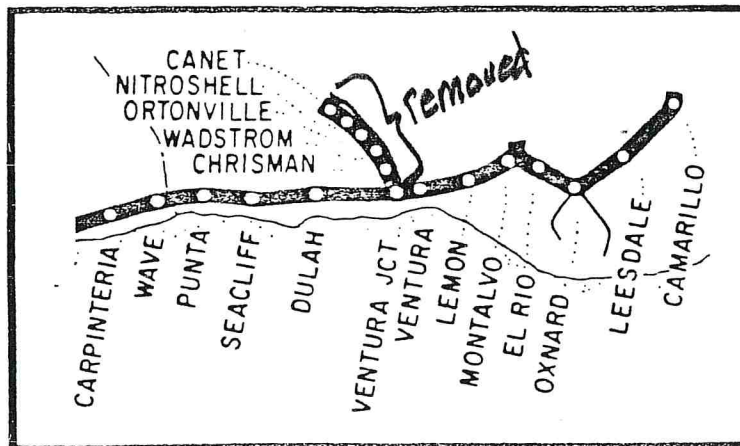 CANET
NITROSHELL
ORTONVILLE
WADSTROM
CHRISMAN
removed
CARPINTERIA
WAVE
PUNTA
SEACLIFF
DULAH
VENTURA JCT
VENTURA
LEMON
MONTALVO
EL RIO
OXNARD
LEESDALE
CAMARILLO